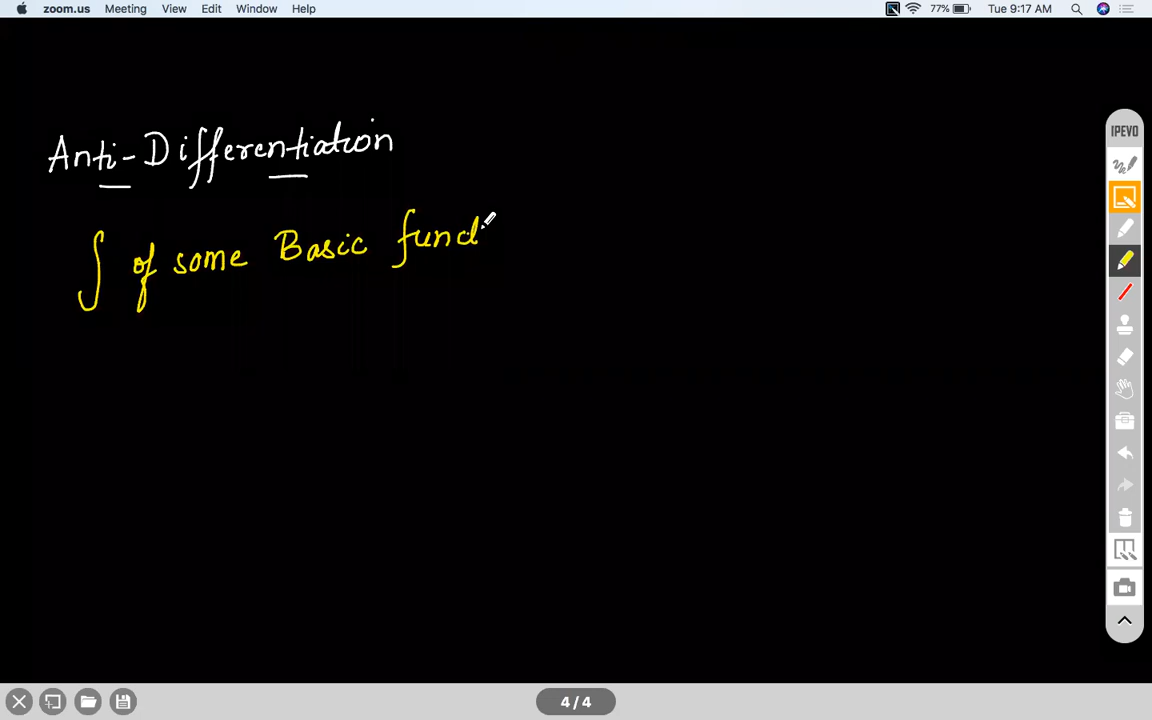 zoom.us Meeting View Edit Window Help 77% Tue 9:17 AM
IPEVO
Anti-Differentiation
∫ of some Basic func
4 / 4